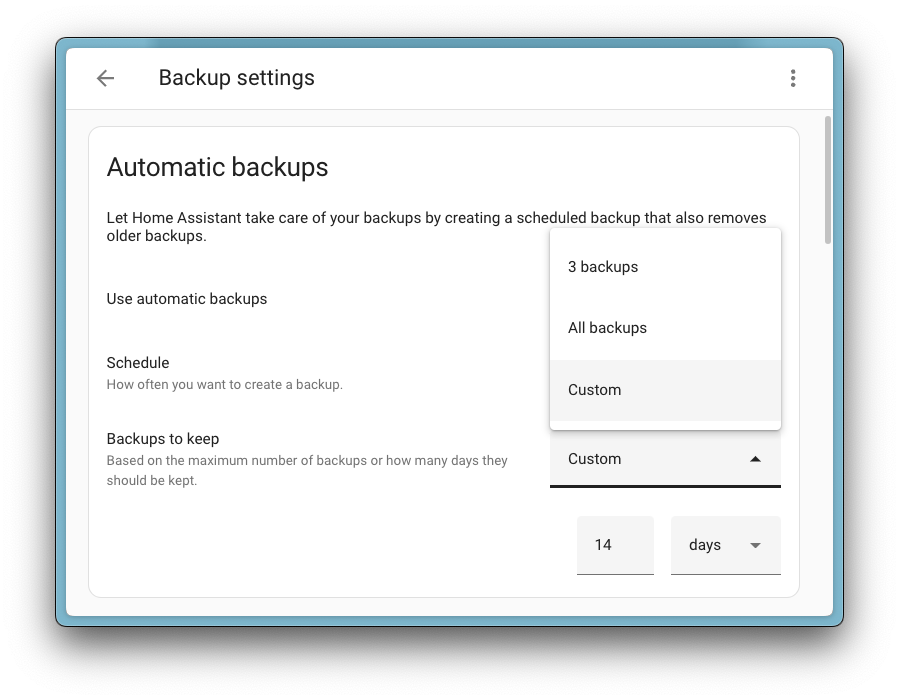 Backup settings
Automatic backups
Let Home Assistant take care of your backups by creating a scheduled backup that also removes
older backups.
3 backups
Use automatic backups
All backups
Schedule
How often you want to create a backup.
Custom
Backups to keep
Based on the maximum number of backups or how many days they
should be kept.
Custom
14
days